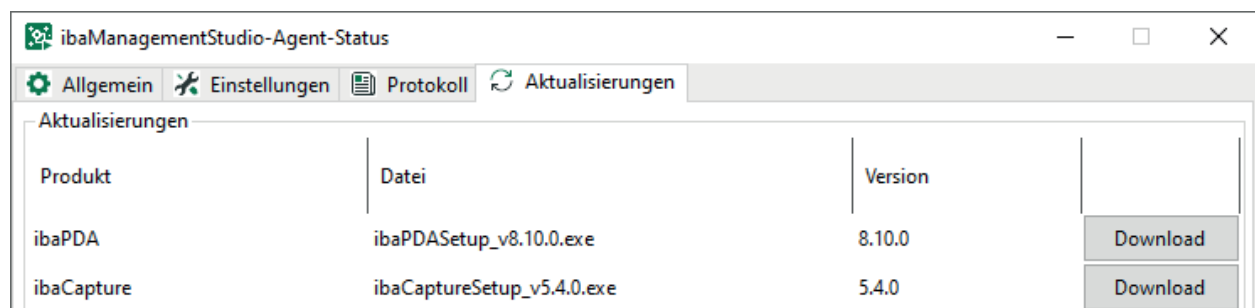 ibaManagementStudio-Agent-Status
Allgemein Einstellungen Protokoll Aktualisierungen
Aktualisierungen
Produkt Datei Version
ibaPDA ibaPDASetup_v8.10.0.exe 8.10.0 Download
ibaCapture ibaCaptureSetup_v5.4.0.exe 5.4.0 Download